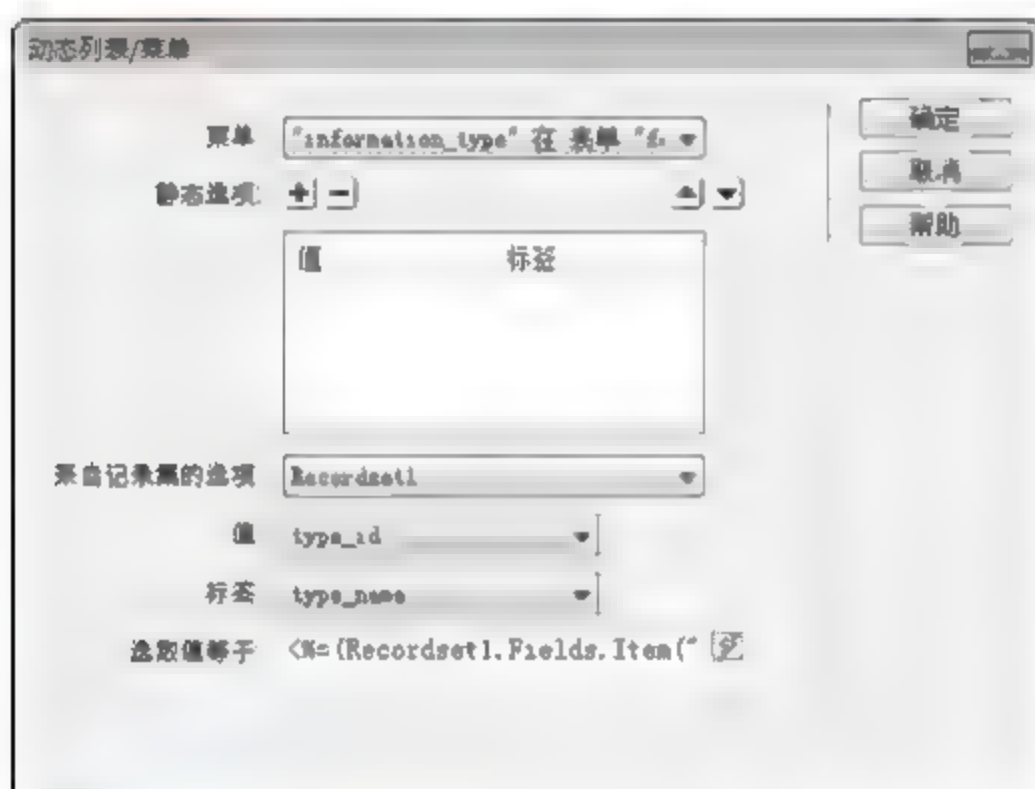 动态列表/菜单
菜单 "information_type" 在 表单 "f
确定
静态选项:
取消
帮助
值 标签
来自记录集的选项 Recordset1
值 type_id
标签 type_name
选取值等于 <%=(Recordset1.Fields.Item("